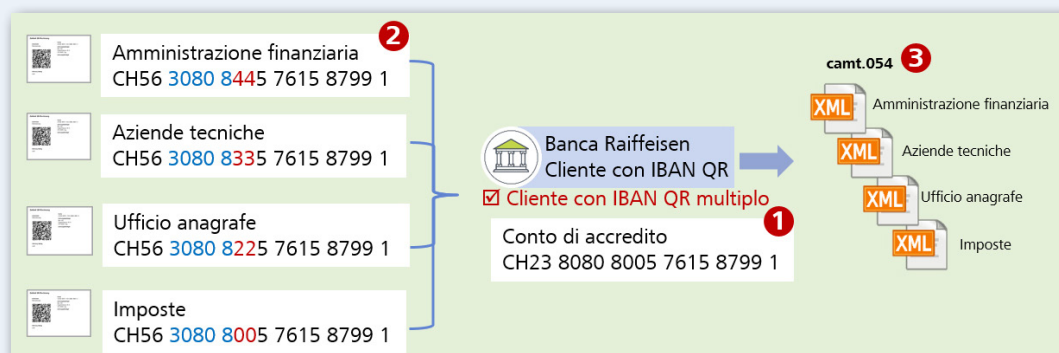 Amministrazione finanziaria
2
CH56 3080 8445 7615 8799 1
Aziende tecniche
CH56 3080 8335 7615 8799 1
Ufficio anagrafe
CH56 3080 8225 7615 8799 1
Imposte
CH56 3080 8005 7615 8799 1
Banca Raiffeisen
Cliente con IBAN QR
Cliente con IBAN QR multiplo
1
Conto di accredito
CH23 8080 8005 7615 8799 1
camt.054
3
XML Amministrazione finanziaria
XML Aziende tecniche
XML Ufficio anagrafe
XML Imposte